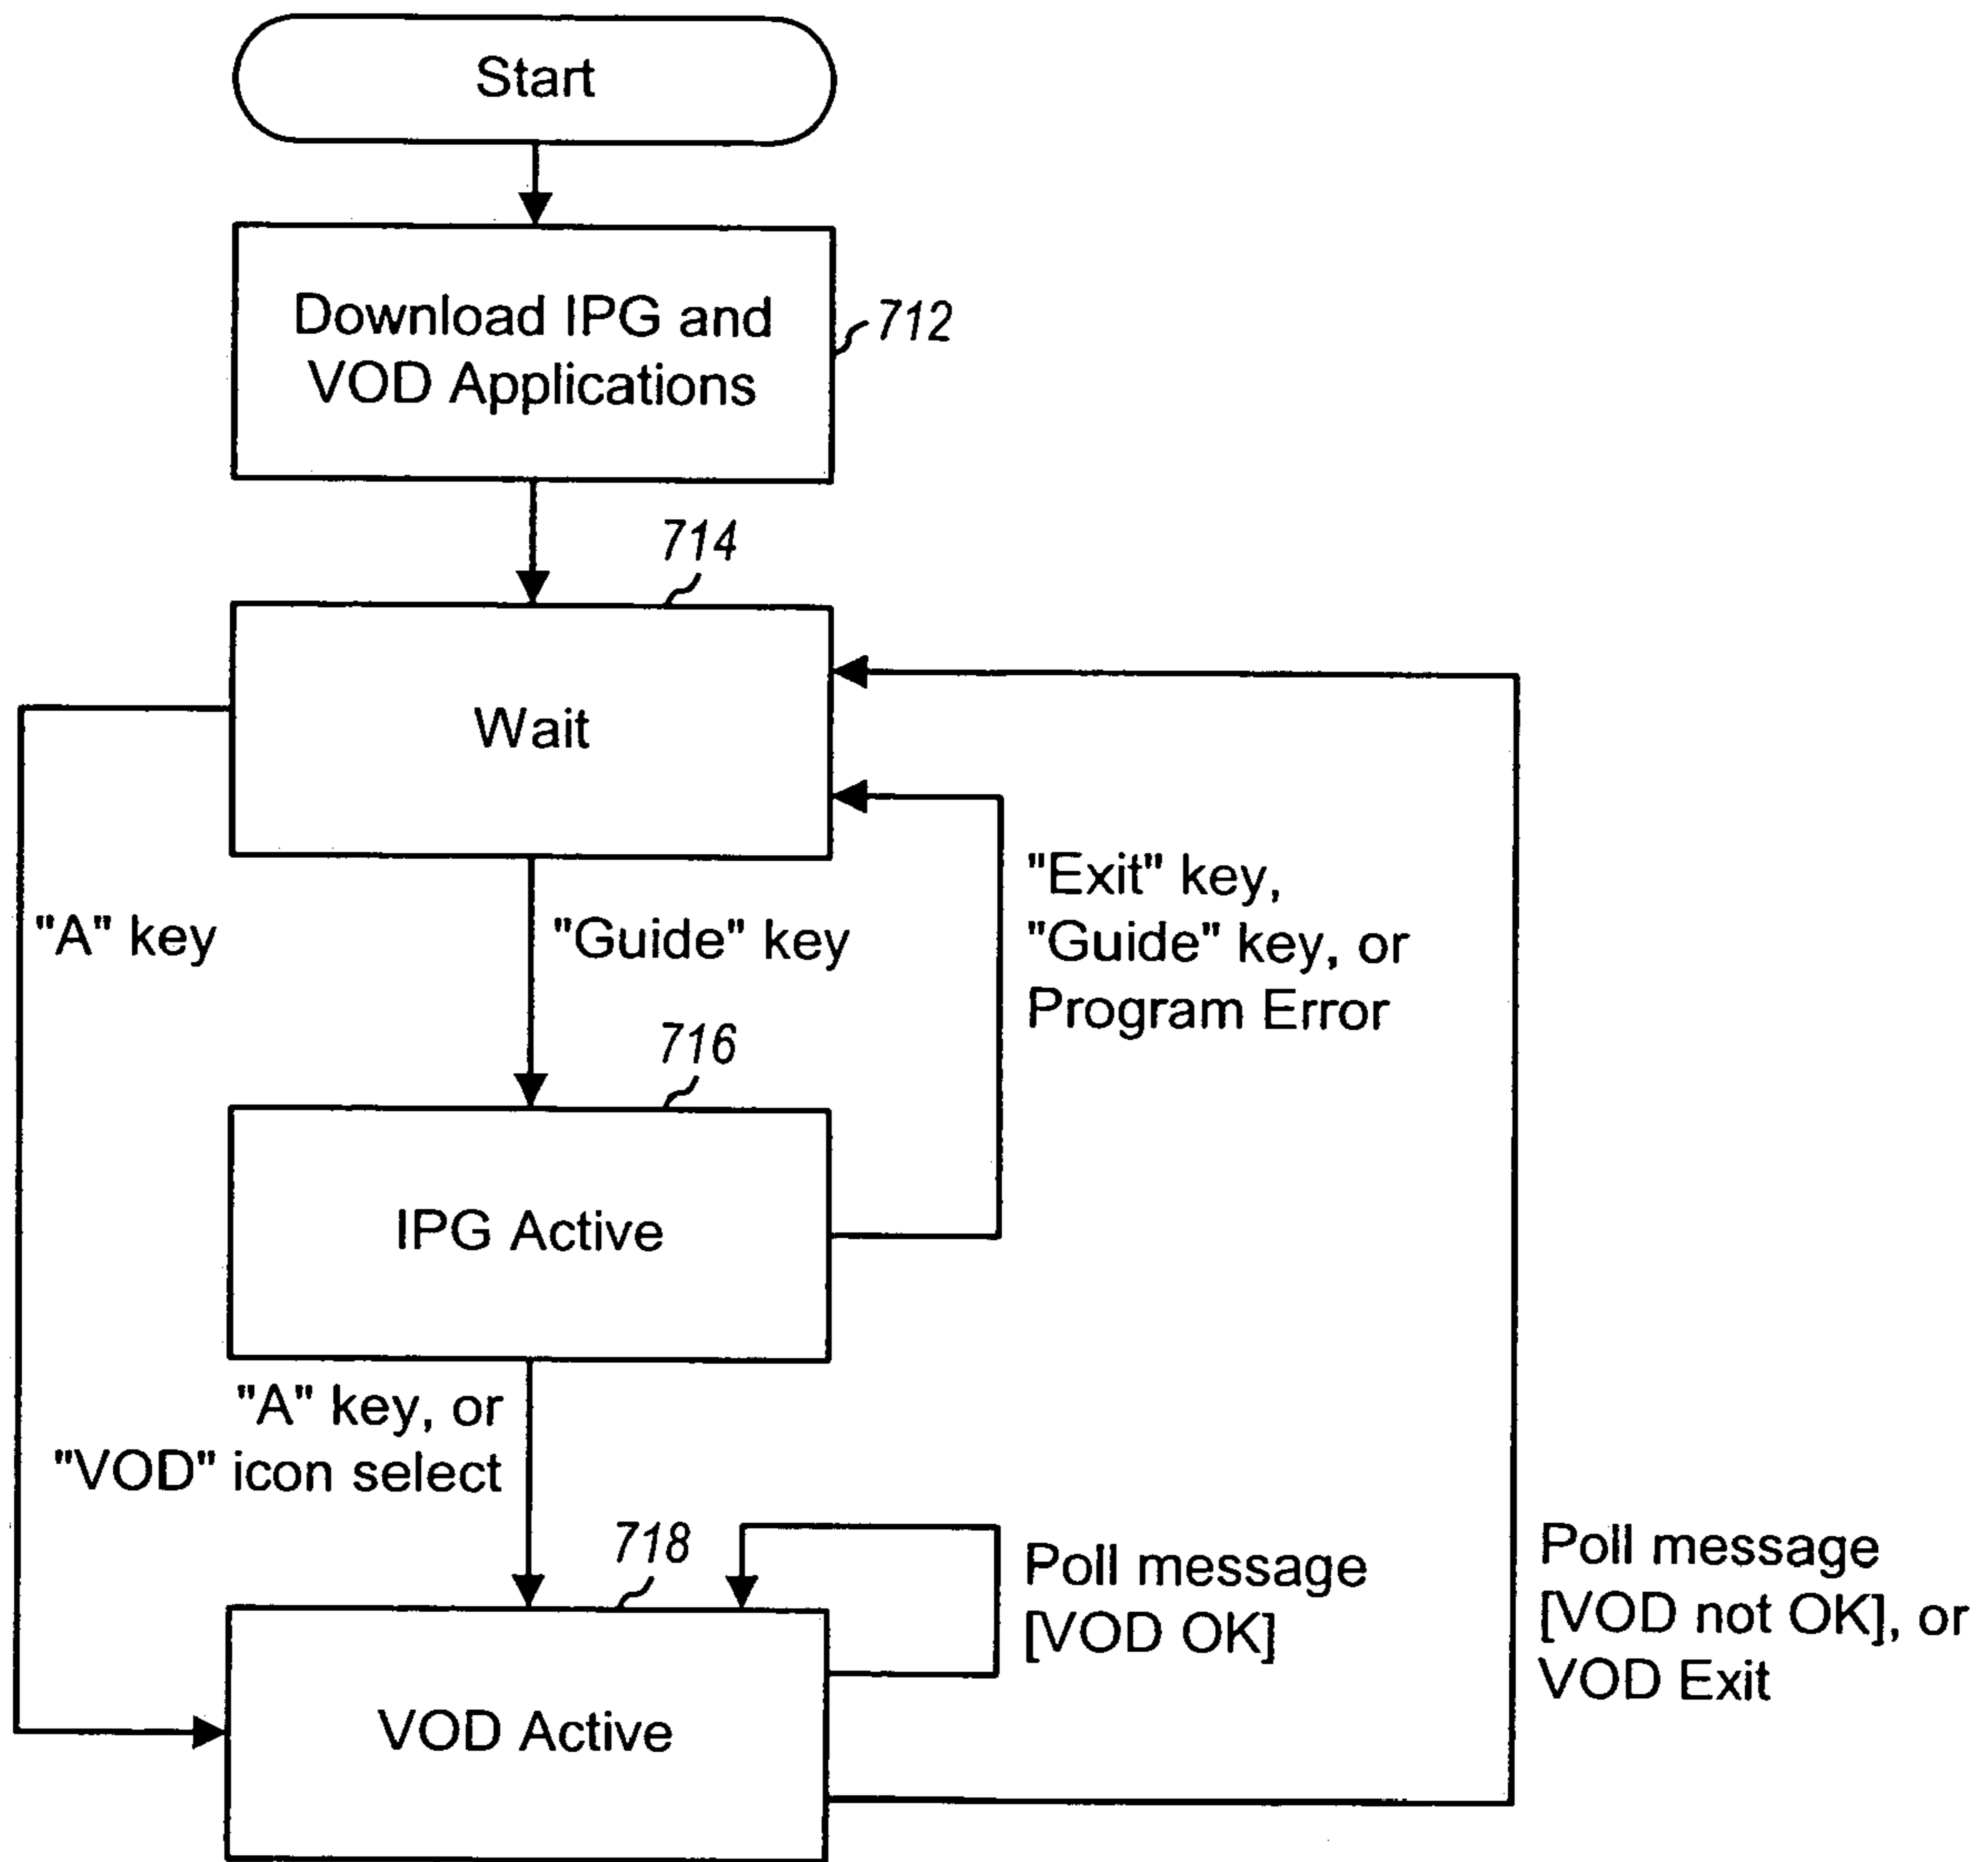 Start
Download IPG and
VOD Applications
712
714
Wait
"A" key
"Guide" key
"Exit" key,
"Guide" key, or
Program Error
716
IPG Active
"A" key, or
"VOD" icon select
718
Poll message
[VOD OK]
Poll message
[VOD not OK], or
VOD Exit
VOD Active